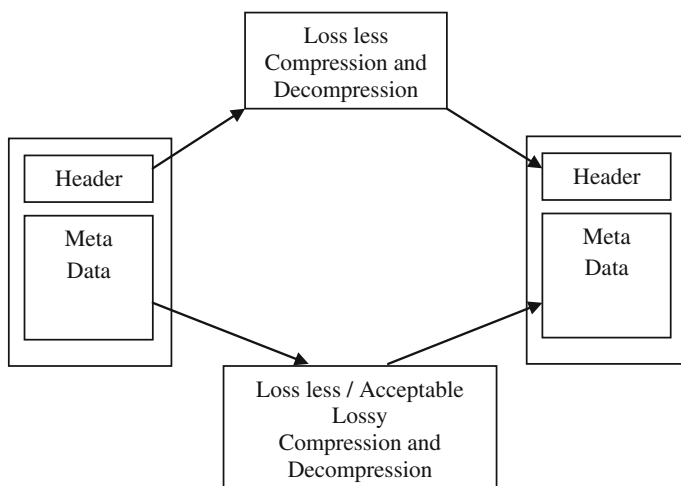 Loss less
Compression and
Decompression
Header
Meta
Data
Header
Meta
Data
Loss less / Acceptable
Lossy
Compression and
Decompression